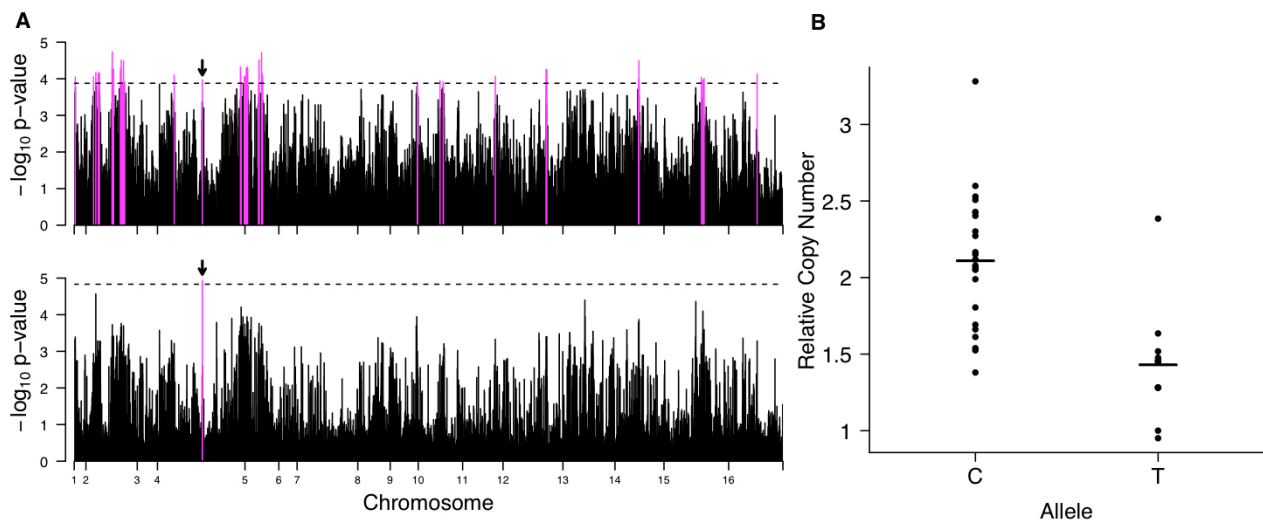 A
−log10 p-value
5
4
3
2
1
0
−log10 p-value
5
4
3
2
1
0
1 2 3 4 5 6 7 8 9 10 11 12 13 14 15 16
Chromosome
B
Relative Copy Number
3
2.5
2
1.5
1
C T
Allele